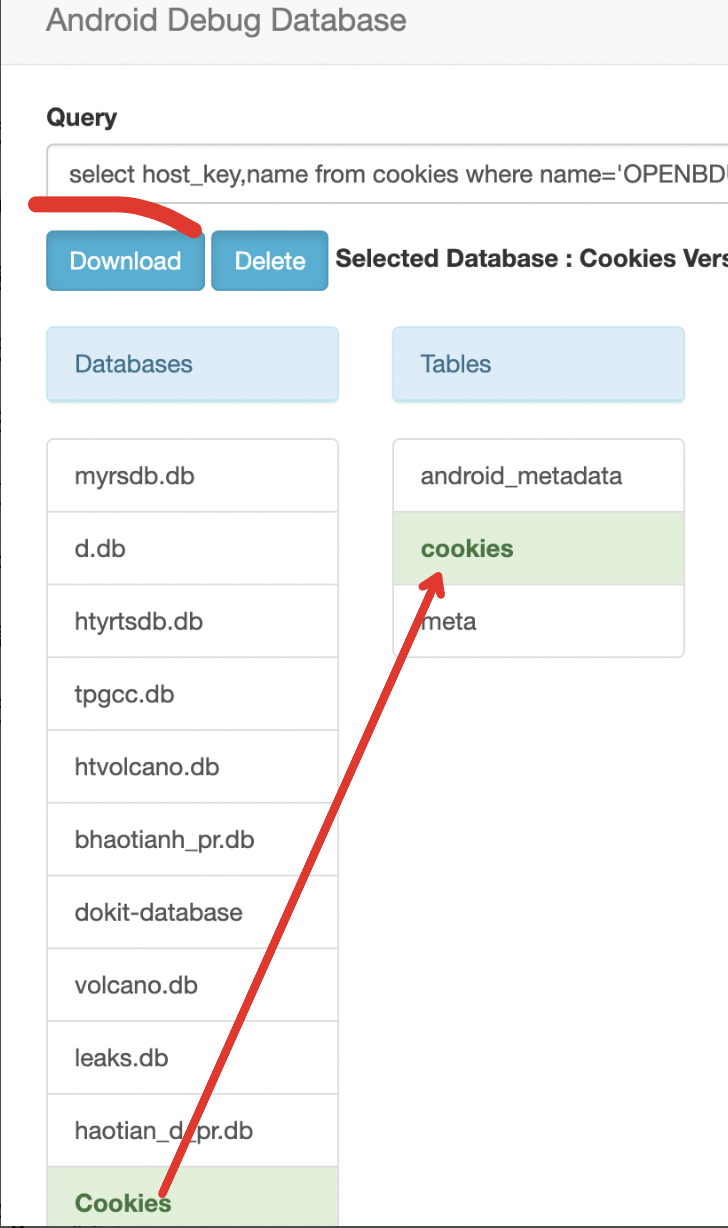 Android Debug Database
Query
select host_key,name from cookies where name='OPENBD
Download Delete Selected Database : Cookies Vers
Databases Tables
myrsdb.db android_metadata
d.db cookies
htyrtsdb.db meta
tpgcc.db
htvolcano.db
bhaotianh_pr.db
dokit-database
volcano.db
leaks.db
haotian_d_pr.db
Cookies